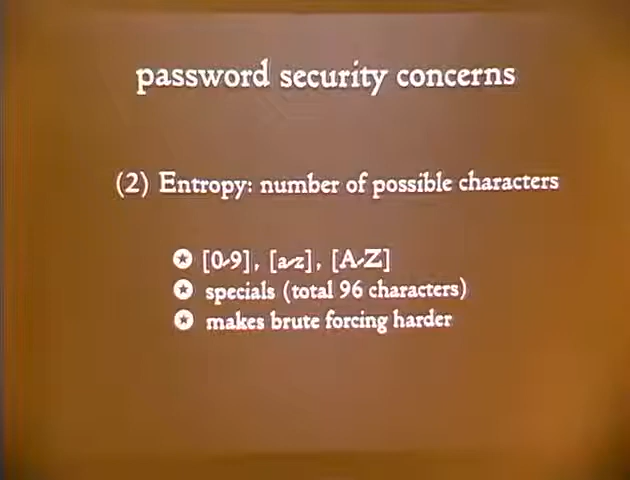 password security concerns
(2) Entropy: number of possible characters
[0-9], [a-z], [A-Z]
specials (total 96 characters)
makes brute forcing harder